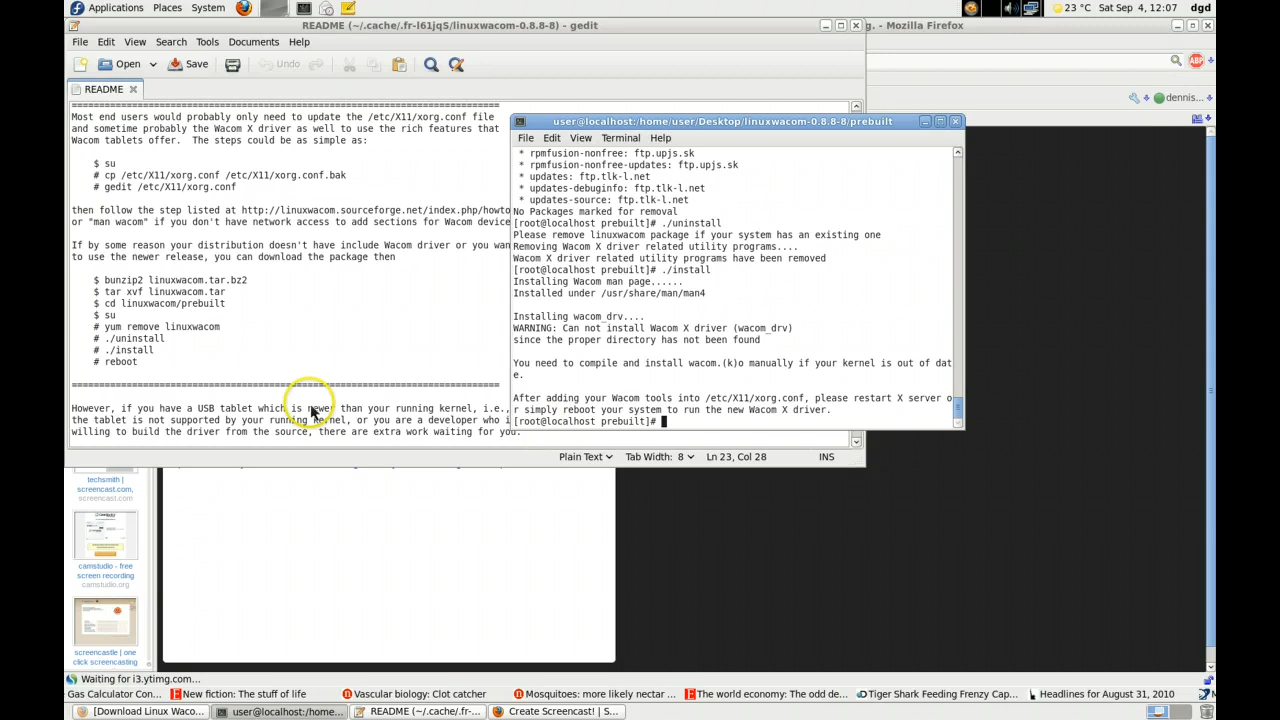 Applications Places System
23 °C Sat Sep 4, 12:07 dgd
README (~/.cache/.fr-l61jqS/linuxwacom-0.8.8-8) - gedit
g. - Mozilla Firefox
File Edit View Search Tools Documents Help
Open Save Undo
ABP
README
dennis...
======================================================================
Most end users would probably only need to update the /etc/X11/xorg.conf file
and sometime probably the Wacom X driver as well to use the rich features that
Wacom tablets offer. The steps could be as simple as:
$ su
# cp /etc/X11/xorg.conf /etc/X11/xorg.conf.bak
# gedit /etc/X11/xorg.conf
then follow the step listed at http://linuxwacom.sourceforge.net/index.php/howto
or "man wacom" if you don't have network access to add sections for Wacom device
If by some reason your distribution doesn't have include Wacom driver or you wan
to use the newer release, you can download the package then
$ bunzip2 linuxwacom.tar.bz2
$ tar xvf linuxwacom.tar
$ cd linuxwacom/prebuilt
$ su
# yum remove linuxwacom
# ./uninstall
# ./install
# reboot
======================================================================
However, if you have a USB tablet which is newer than your running kernel, i.e.,
the tablet is not supported by your running kernel, or you are a developer who i
willing to build the driver from the source, there are extra work waiting for you.
Plain Text Tab Width: 8 Ln 23, Col 28 INS
user@localhost:/home/user/Desktop/linuxwacom-0.8.8-8/prebuilt
File Edit View Terminal Help
* rpmfusion-nonfree: ftp.upjs.sk
* rpmfusion-nonfree-updates: ftp.upjs.sk
* updates: ftp.tlk-l.net
* updates-debuginfo: ftp.tlk-l.net
* updates-source: ftp.tlk-l.net
No Packages marked for removal
[root@localhost prebuilt]# ./uninstall
Please remove linuxwacom package if your system has an existing one
Removing Wacom X driver related utility programs....
Wacom X driver related utility programs have been removed
[root@localhost prebuilt]# ./install
Installing Wacom man page......
Installed under /usr/share/man/man4
Installing wacom_drv....
WARNING: Can not install Wacom X driver (wacom_drv)
since the proper directory has not been found
You need to compile and install wacom.(k)o manually if your kernel is out of dat
e.
After adding your Wacom tools into /etc/X11/xorg.conf, please restart X server o
r simply reboot your system to run the new Wacom X driver.
[root@localhost prebuilt]#
techsmith |
screencast.com,
screencast.com
camstudio - free
screen recording
camstudio.org
screencastle | one
click screencasting
Waiting for i3.ytimg.com...
Gas Calculator Con... New fiction: The stuff of life Vascular biology: Clot catcher Mosquitoes: more likely nectar ... The world economy: The odd de... Tiger Shark Feeding Frenzy Cap... Headlines for August 31, 2010
[Download Linux Waco... user@localhost:/home... README (~/.cache/.fr-... Create Screencast! | S...